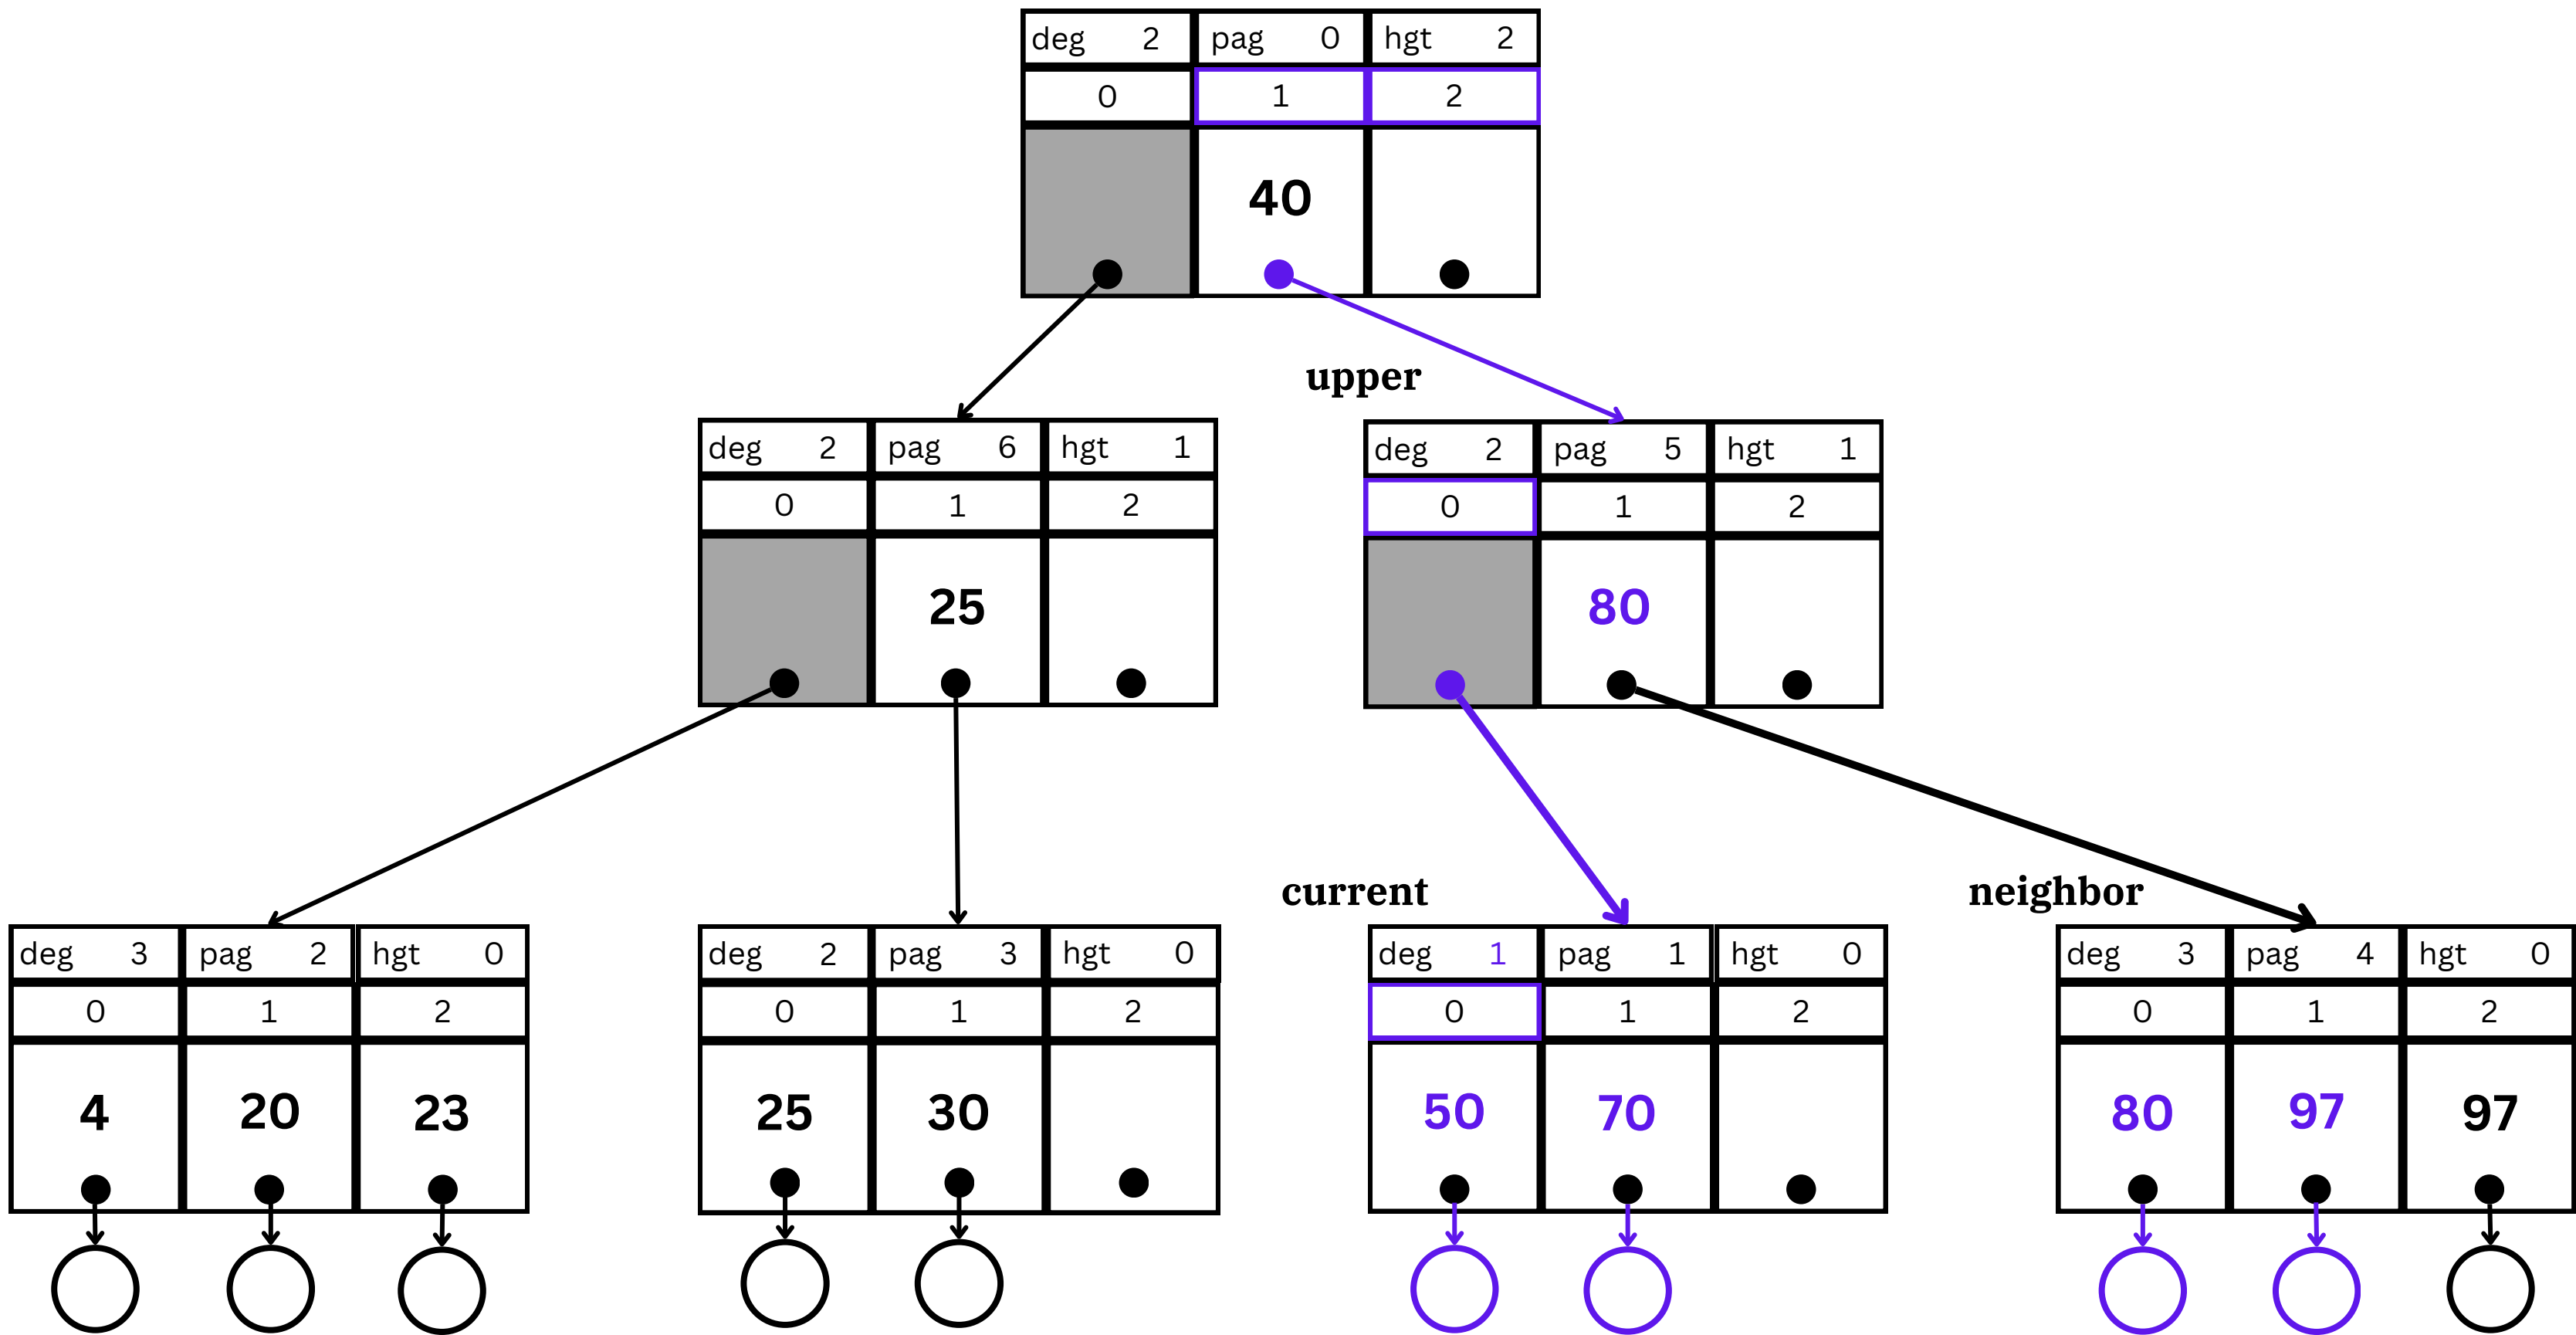 deg 2 pag 0 hgt 2
0 1 2
40
upper
deg 2 pag 6 hgt 1
0 1 2
25
deg 2 pag 5 hgt 1
0 1 2
80
current
neighbor
deg 3 pag 2 hgt 0
0 1 2
4 20 23
deg 2 pag 3 hgt 0
0 1 2
25 30
deg 1 pag 1 hgt 0
0 1 2
50 70
deg 3 pag 4 hgt 0
0 1 2
80 97 97